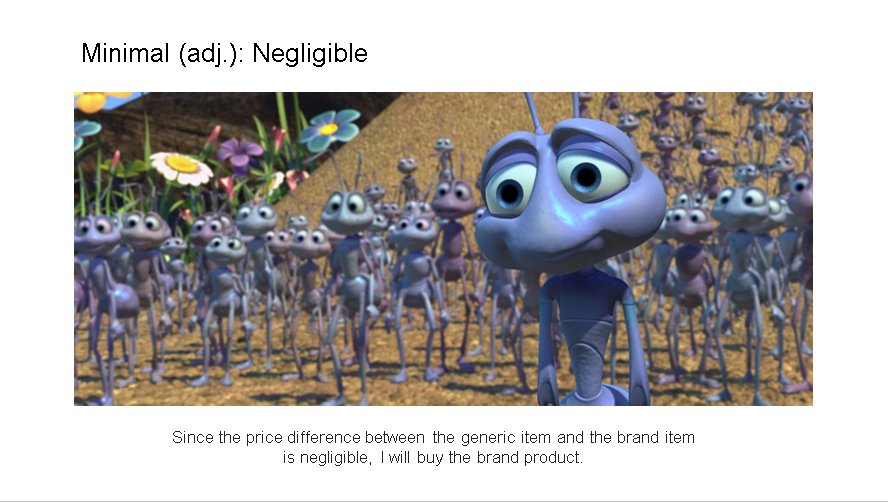 Minimal (adj.): Negligible
Since the price difference between the generic item and the brand item
is negligible, I will buy the brand product.